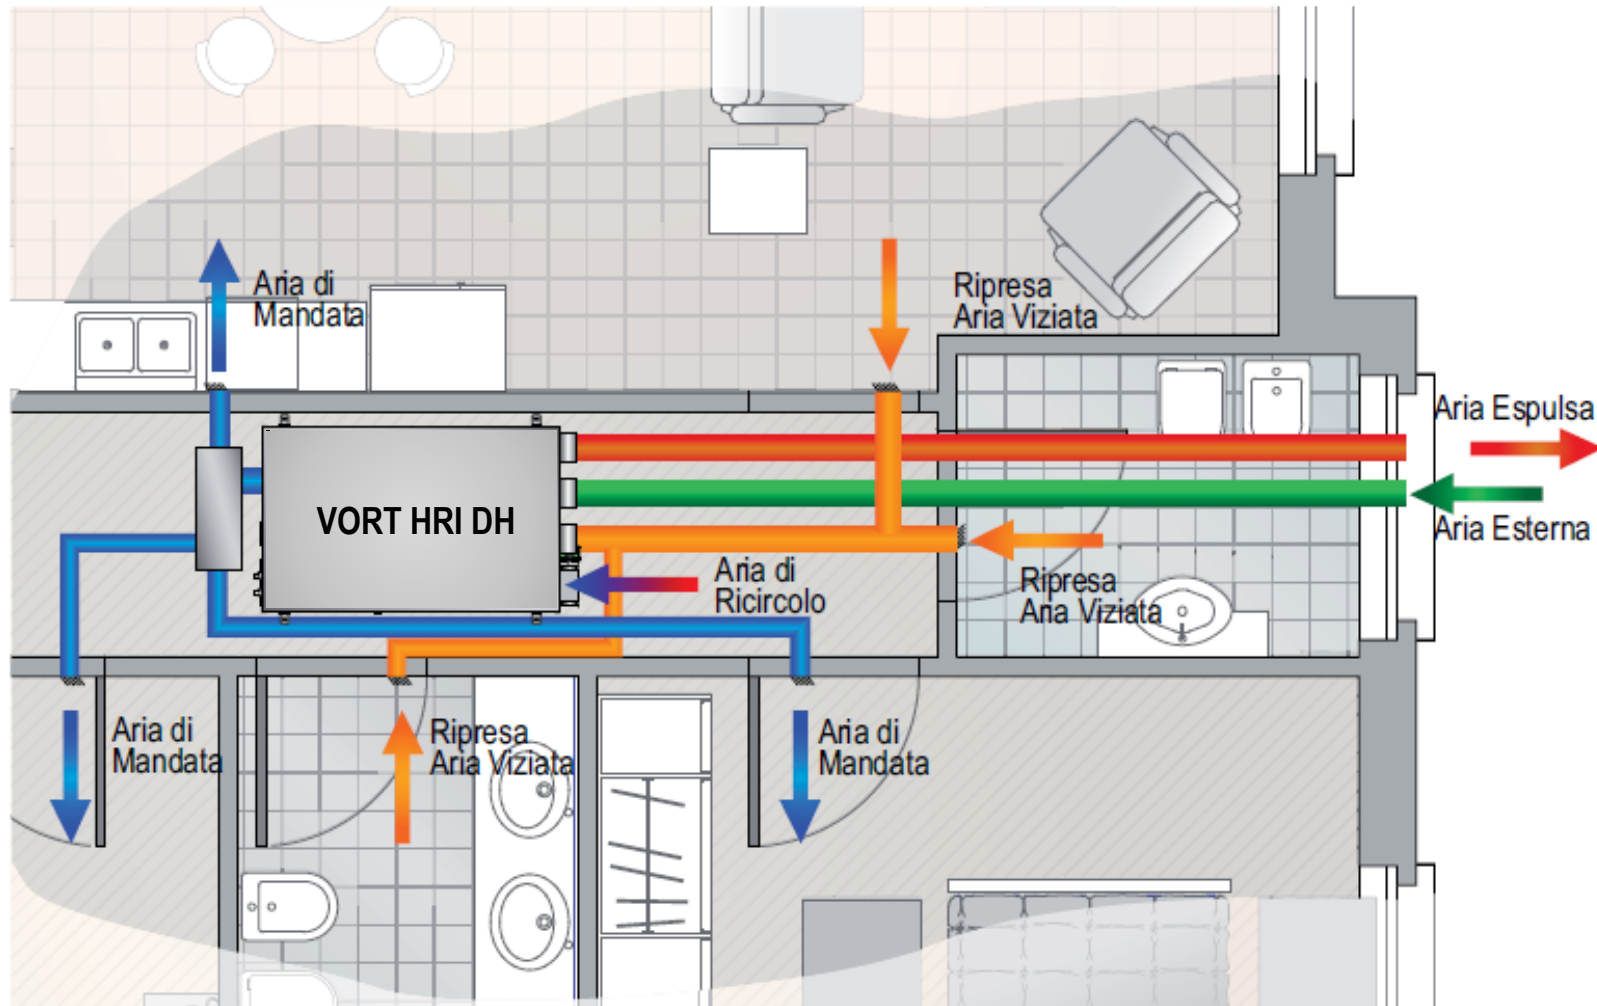 Aria di
Mandata
Ripresa
Aria Viziata
Aria Espulsa
VORT HRI DH
Aria Esterna
Aria di
Ricircolo
Ripresa
Aria Viziata
Aria di
Mandata
Ripresa
Aria Viziata
Aria di
Mandata